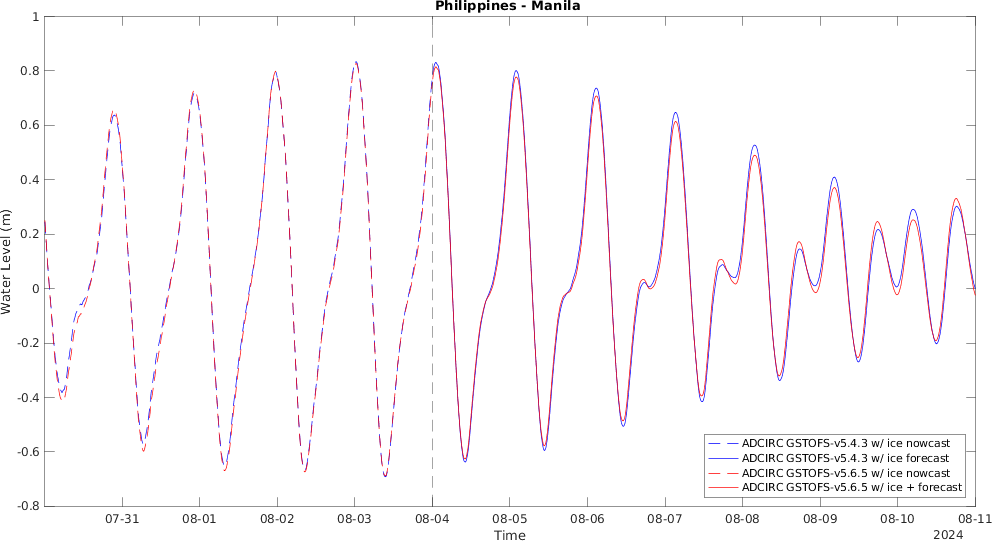 Philippines - Manila
1
0.8
0.6
0.4
0.2
0
-0.2
-0.4
-0.6
-0.8
Water Level (m)
07-31 08-01 08-02 08-03 08-04 08-05 08-06 08-07 08-08 08-09 08-10 08-11
Time
2024
ADCIRC GSTOFS-v5.4.3 w/ ice nowcast
ADCIRC GSTOFS-v5.4.3 w/ ice forecast
ADCIRC GSTOFS-v5.6.5 w/ ice nowcast
ADCIRC GSTOFS-v5.6.5 w/ ice + forecast